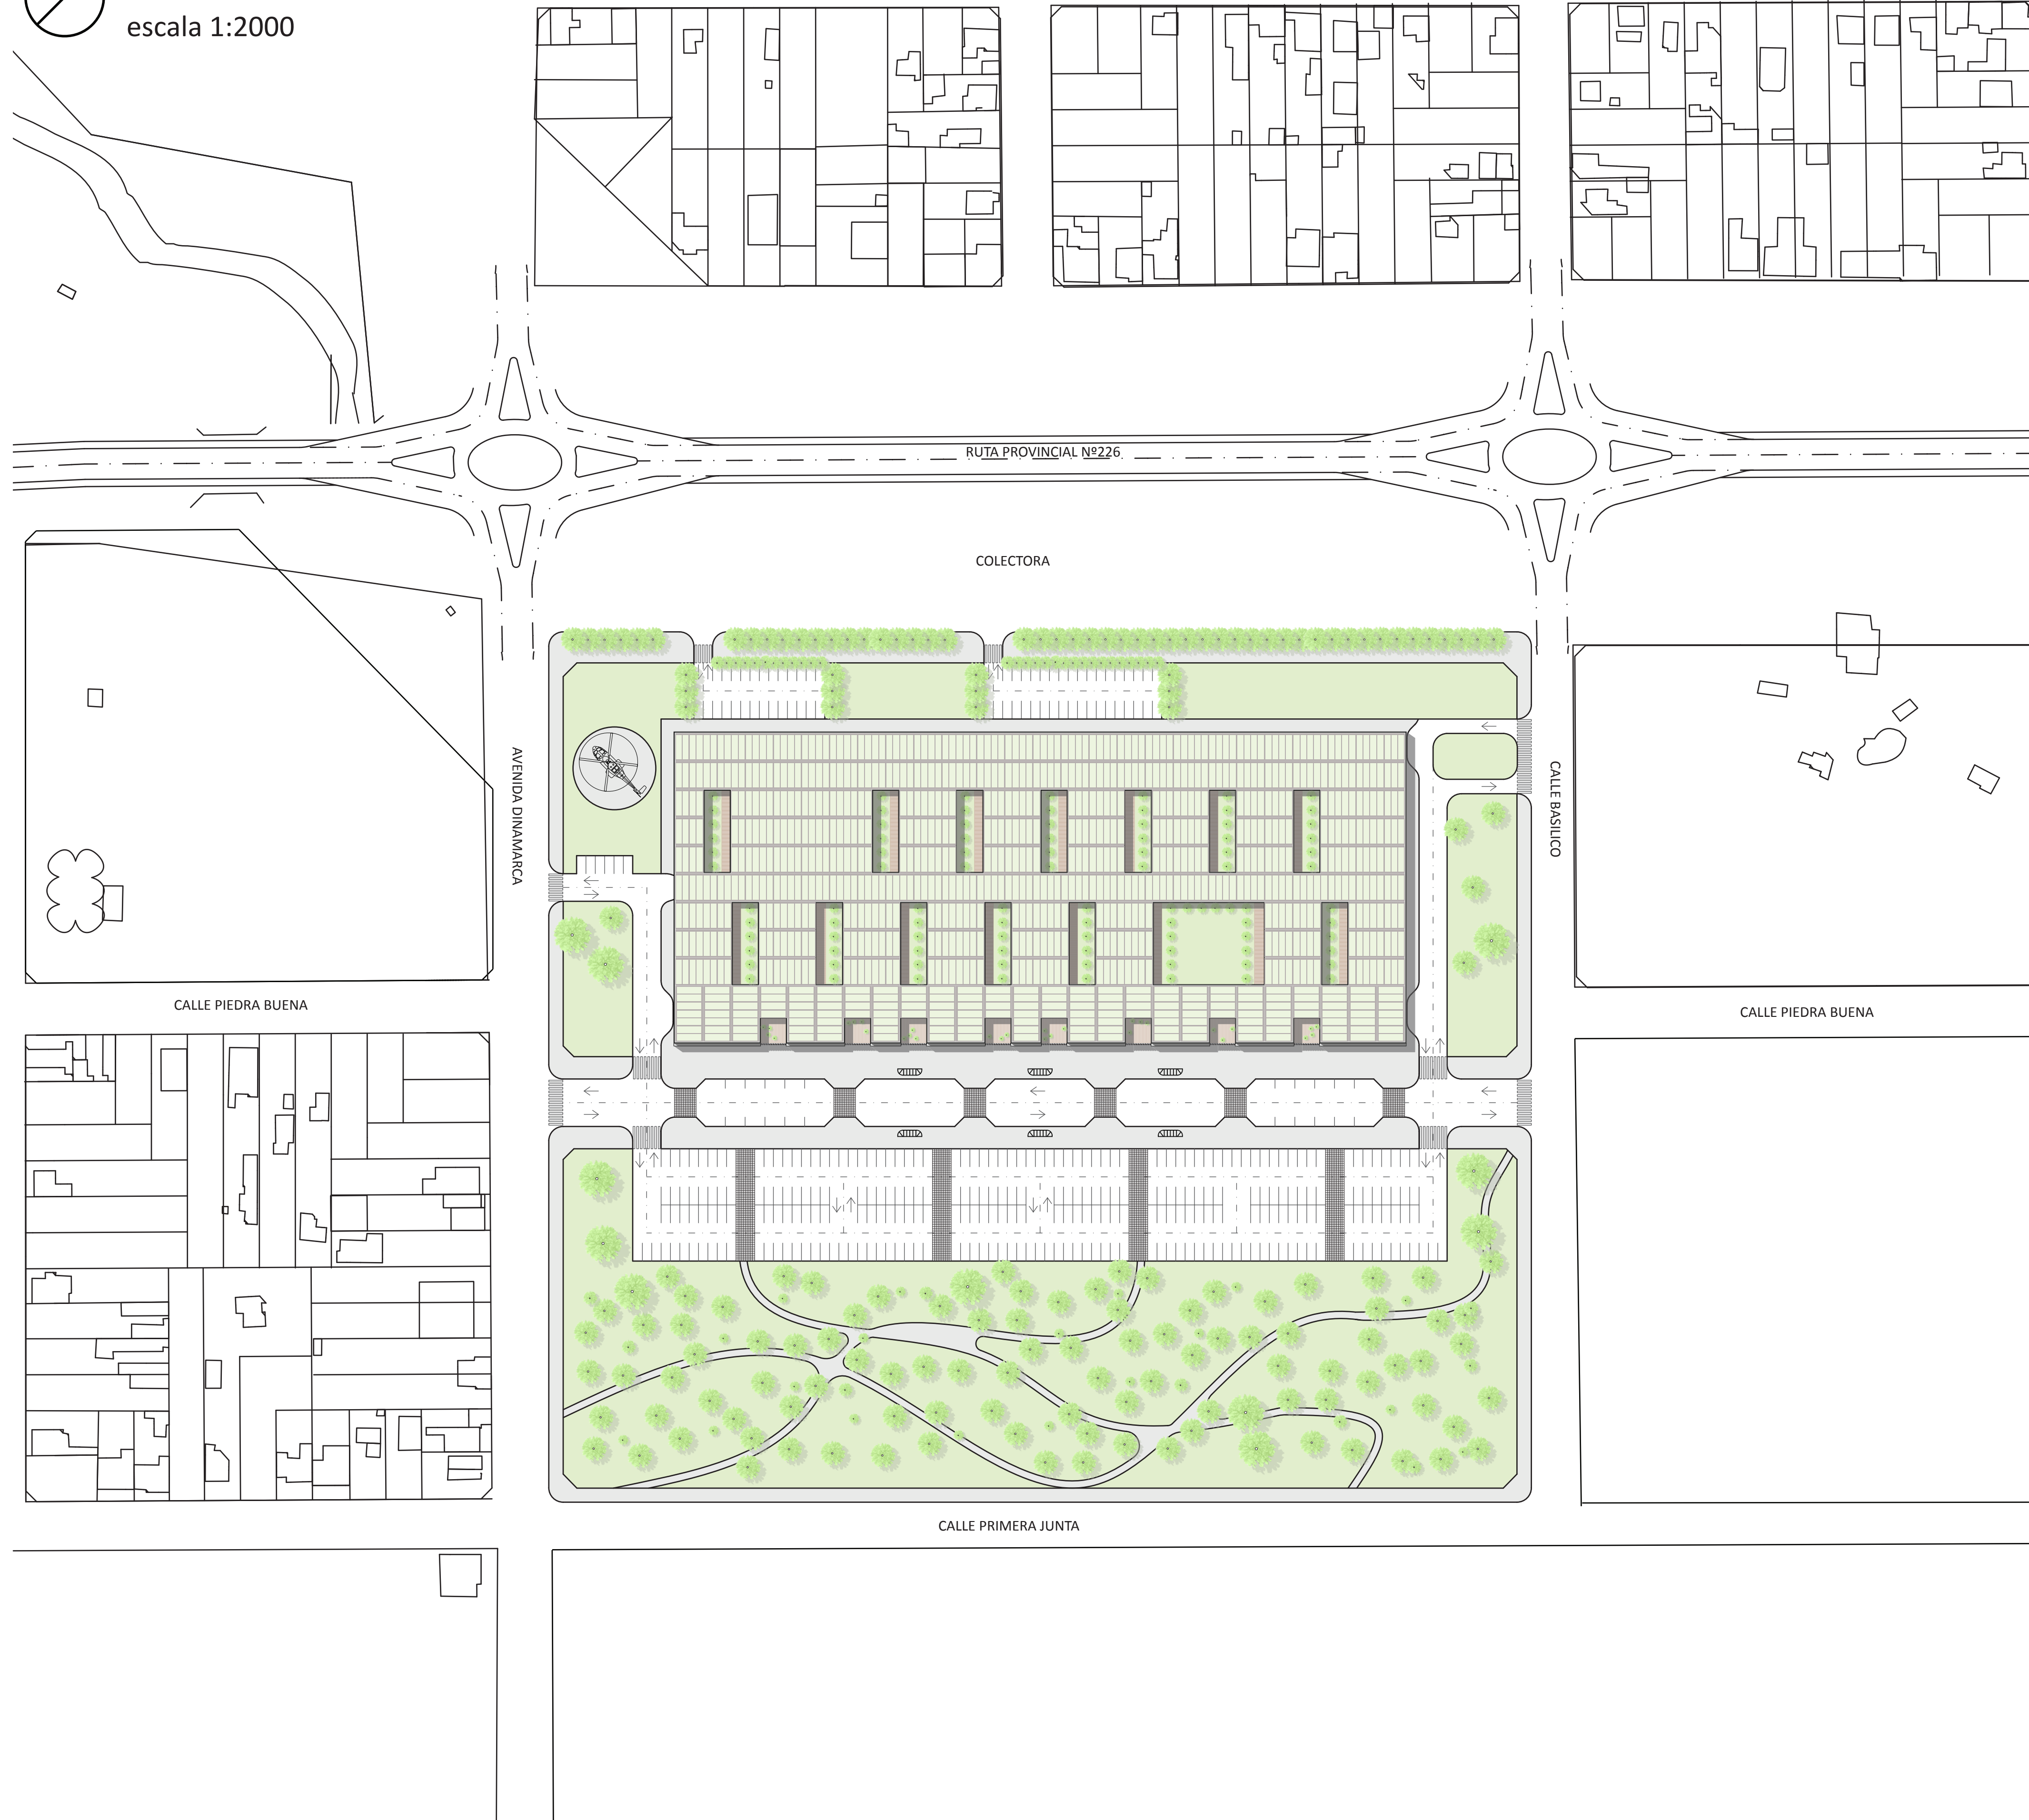 escala 1:2000
RUTA PROVINCIAL Nº226
COLECTORA
AVENIDA DINAMARCA
CALLE BASILICO
CALLE PIEDRA BUENA
CALLE PIEDRA BUENA
CALLE PRIMERA JUNTA